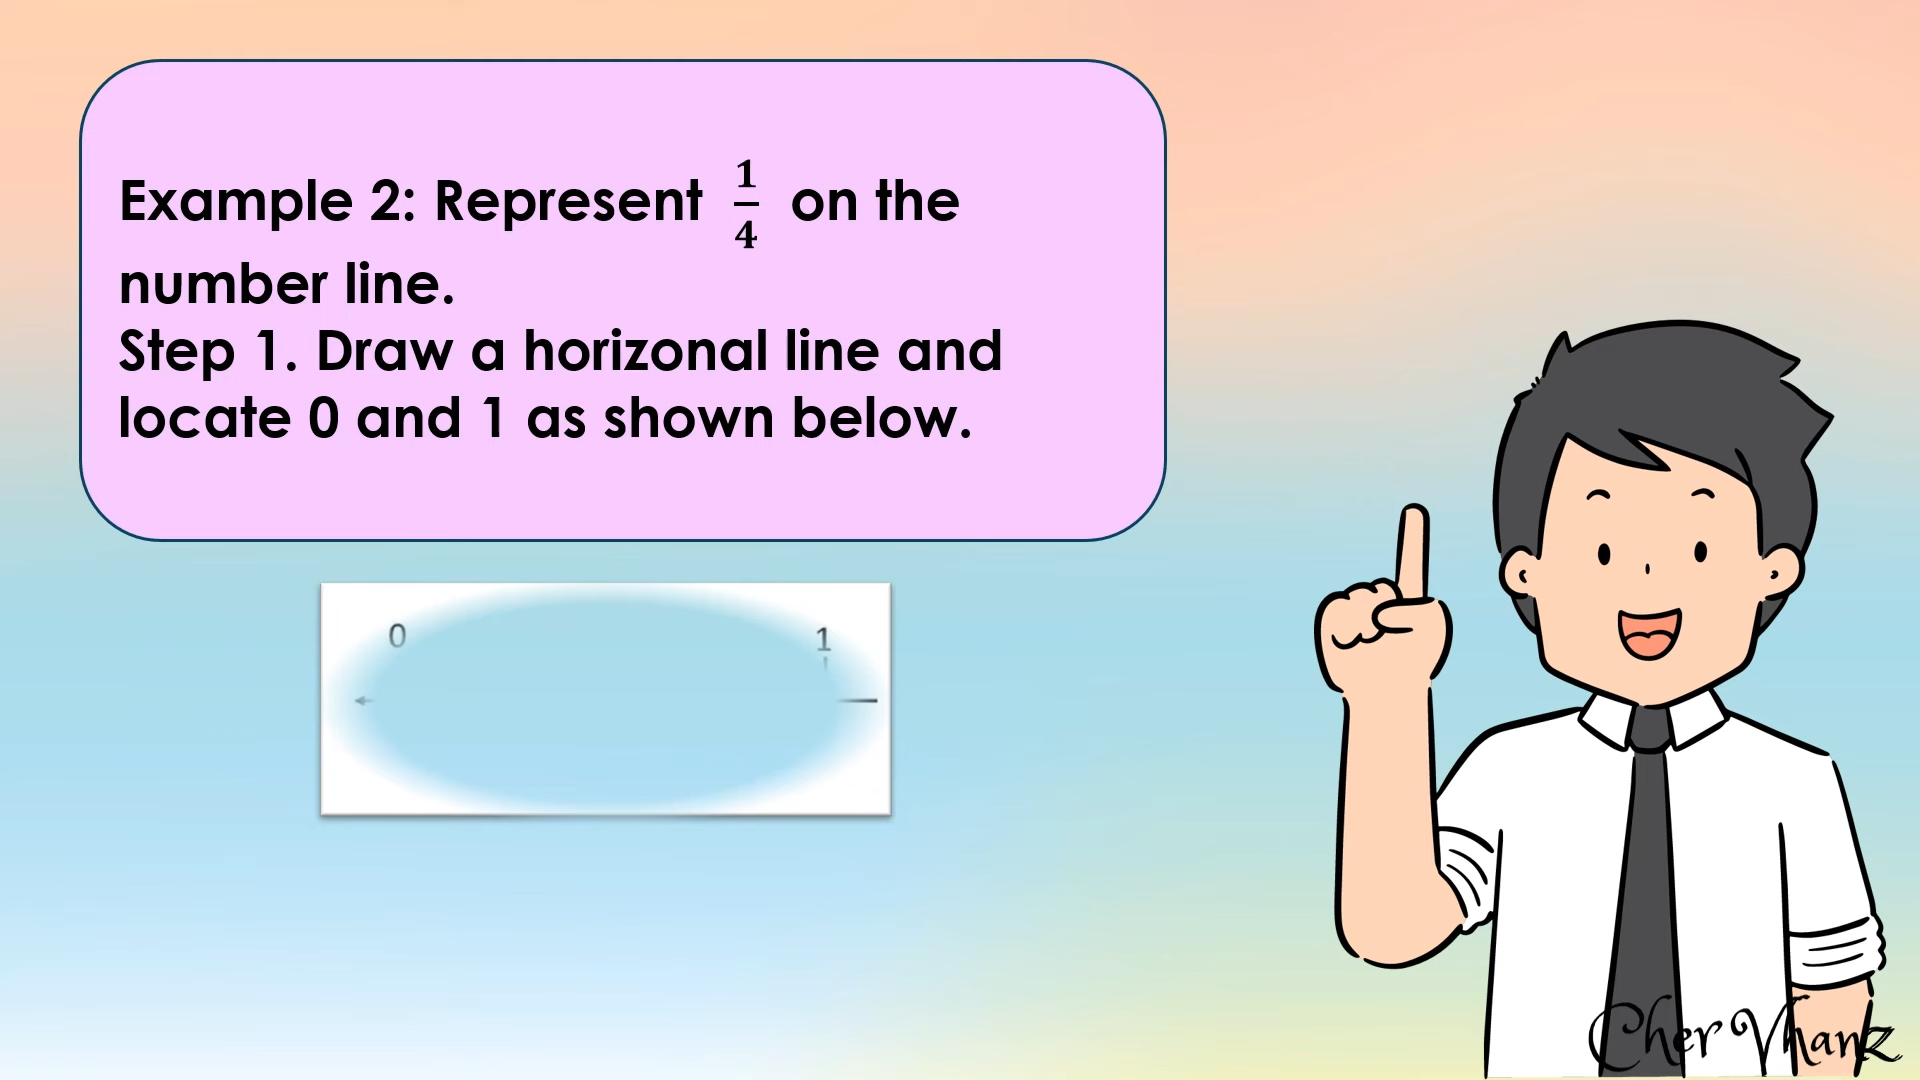 Example 2: Represent 1/4 on the
number line.
Step 1. Draw a horizonal line and
locate 0 and 1 as shown below.
0 1
Cher Vhanz